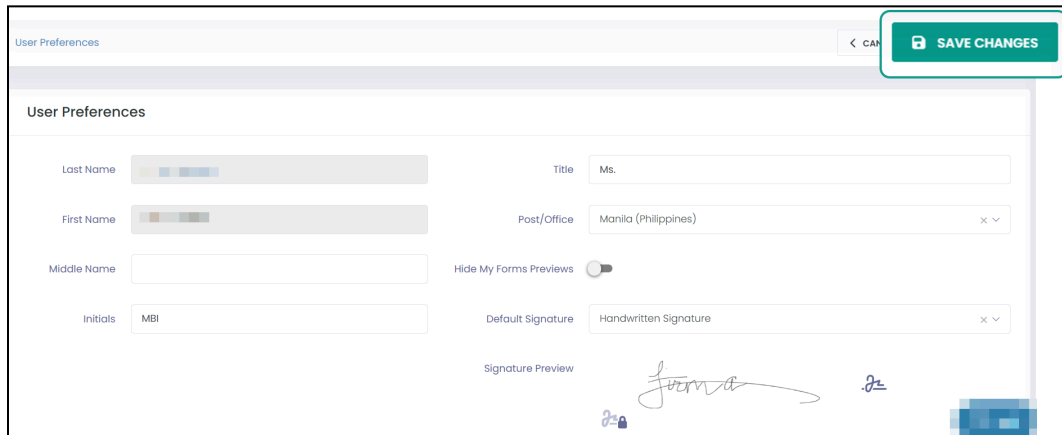 User Preferences
SAVE CHANGES
User Preferences
Last Name
Title
Ms.
First Name
Post/Office
Manila (Philippines)
Middle Name
Hide My Forms Previews
Initials
MBI
Default Signature
Handwritten Signature
Signature Preview
Firma